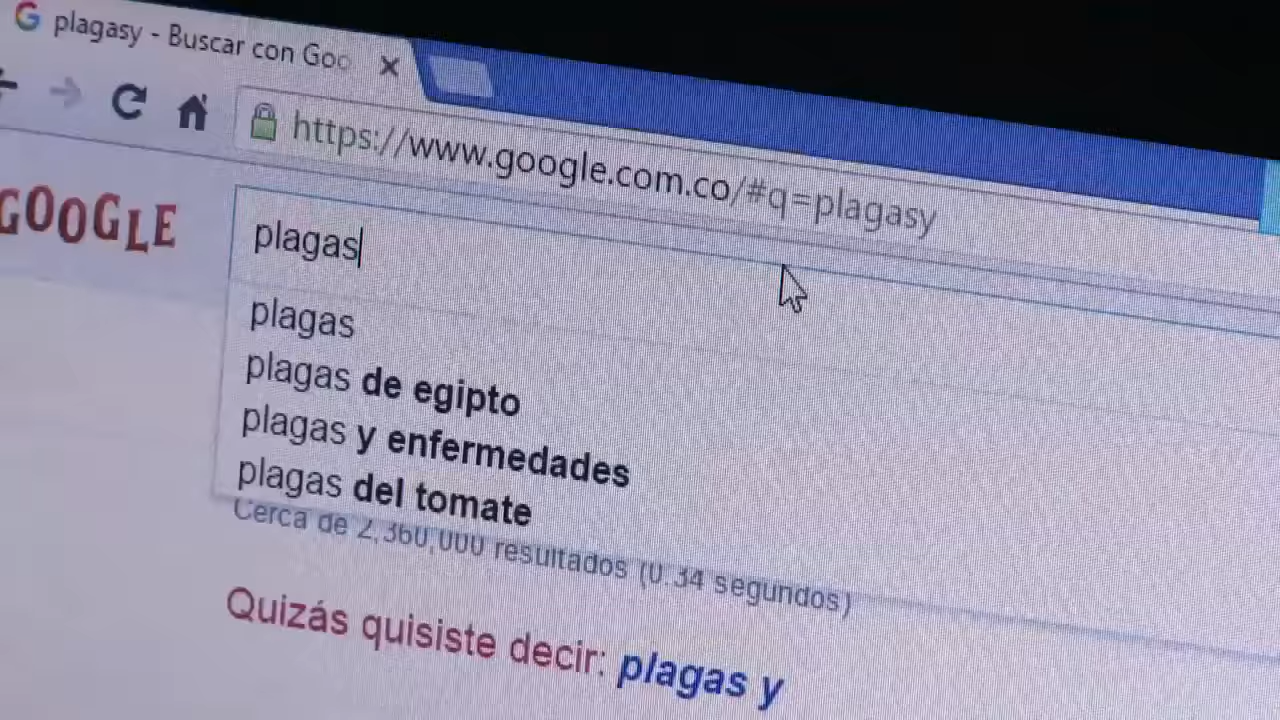 plagasy - Buscar con Goo
https://www.google.com.co/#q=plagasy
GOOGLE
plagas
plagas
plagas de egipto
plagas y enfermedades
plagas del tomate
Cerca de 2,360,000 resultados (0.34 segundos)
Quizás quisiste decir: plagas y